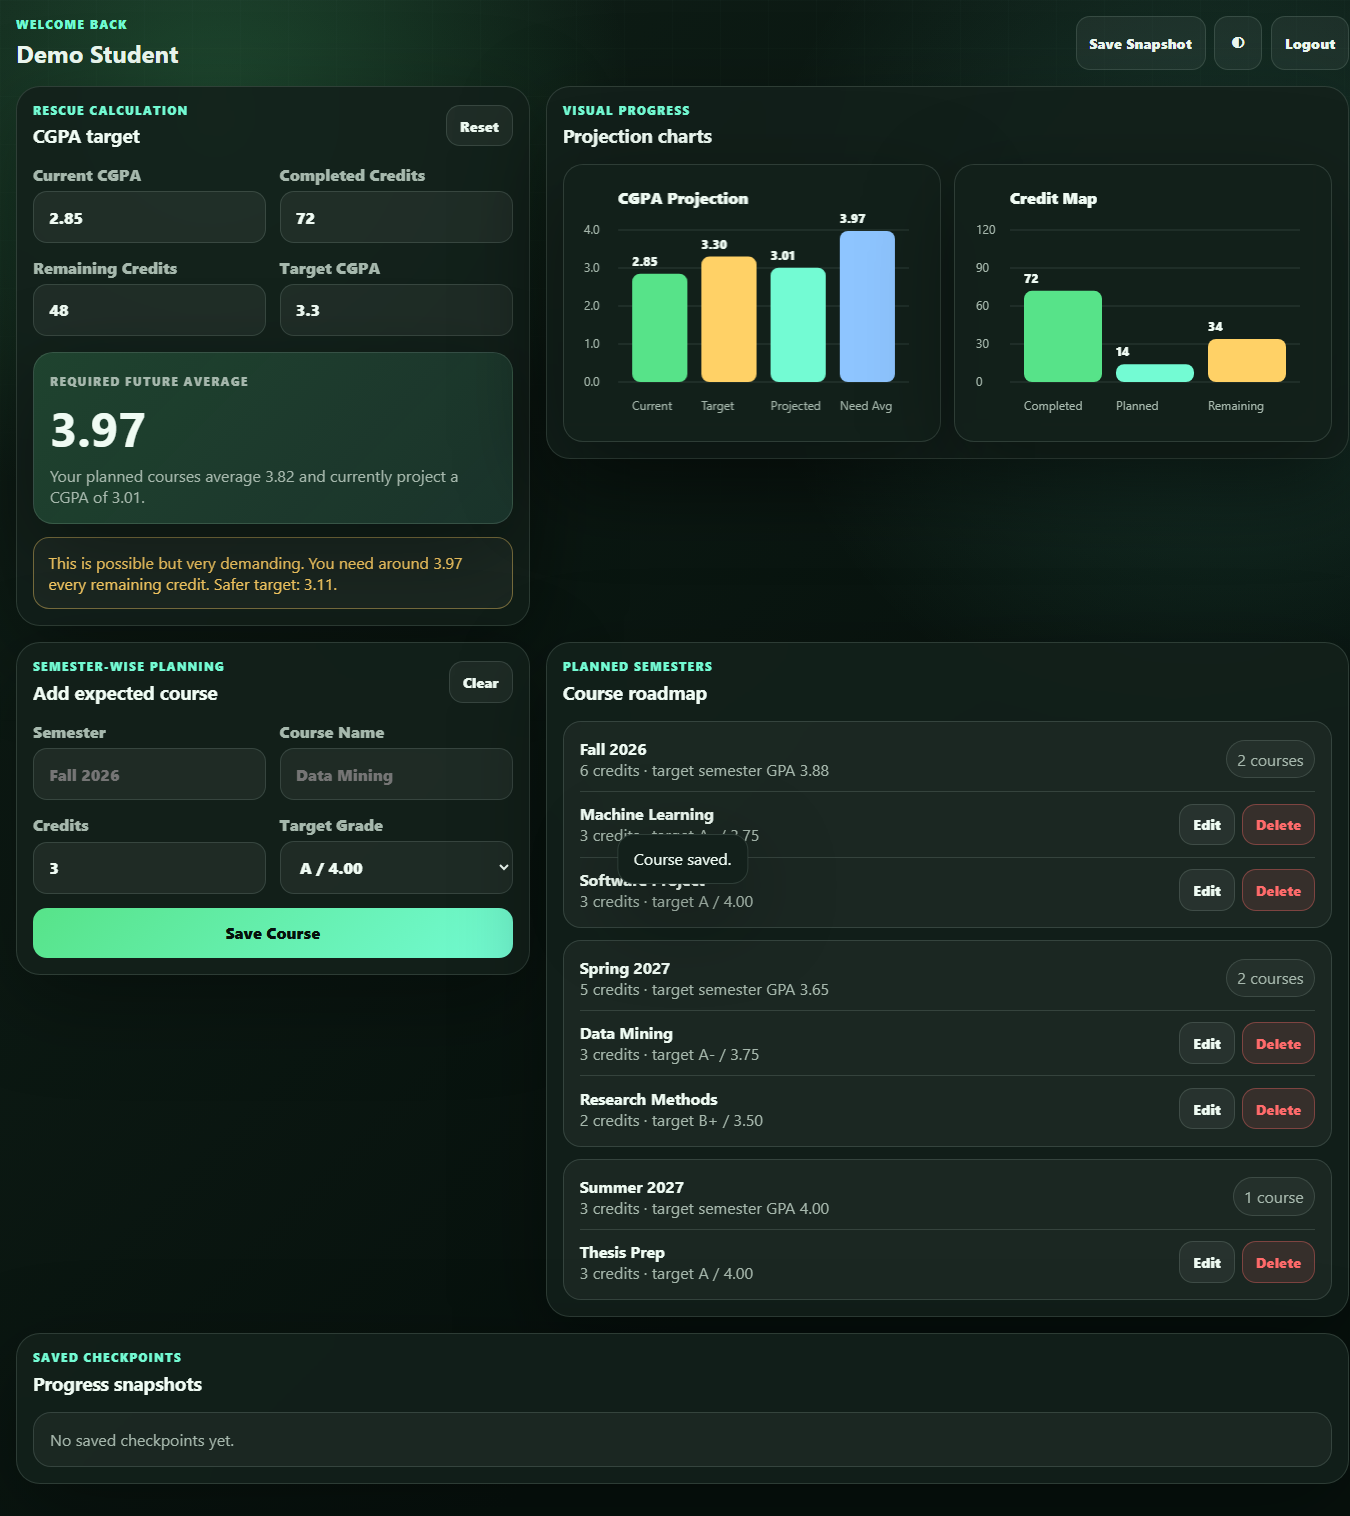 WELCOME BACK
Demo Student
Save Snapshot
Logout
RESCUE CALCULATION
CGPA target
Reset
Current CGPA
Completed Credits
2.85
72
Remaining Credits
Target CGPA
48
3.3
REQUIRED FUTURE AVERAGE
3.97
Your planned courses average 3.82 and currently project a
CGPA of 3.01.
This is possible but very demanding. You need around 3.97
every remaining credit. Safer target: 3.11.
VISUAL PROGRESS
Projection charts
CGPA Projection
4.0
3.0
2.0
1.0
0.0
2.85
3.30
3.01
3.97
Current
Target
Projected
Need Avg
Credit Map
120
90
60
30
0
72
14
34
Completed
Planned
Remaining
SEMESTER-WISE PLANNING
Add expected course
Clear
Semester
Course Name
Fall 2026
Data Mining
Credits
Target Grade
3
A / 4.00
Save Course
PLANNED SEMESTERS
Course roadmap
Fall 2026
6 credits · target semester GPA 3.88
2 courses
Machine Learning
3 credits · target A- / 3.75
Edit
Delete
Course saved.
Software Project
3 credits · target A / 4.00
Edit
Delete
Spring 2027
5 credits · target semester GPA 3.65
2 courses
Data Mining
3 credits · target A- / 3.75
Edit
Delete
Research Methods
2 credits · target B+ / 3.50
Edit
Delete
Summer 2027
3 credits · target semester GPA 4.00
1 course
Thesis Prep
3 credits · target A / 4.00
Edit
Delete
SAVED CHECKPOINTS
Progress snapshots
No saved checkpoints yet.